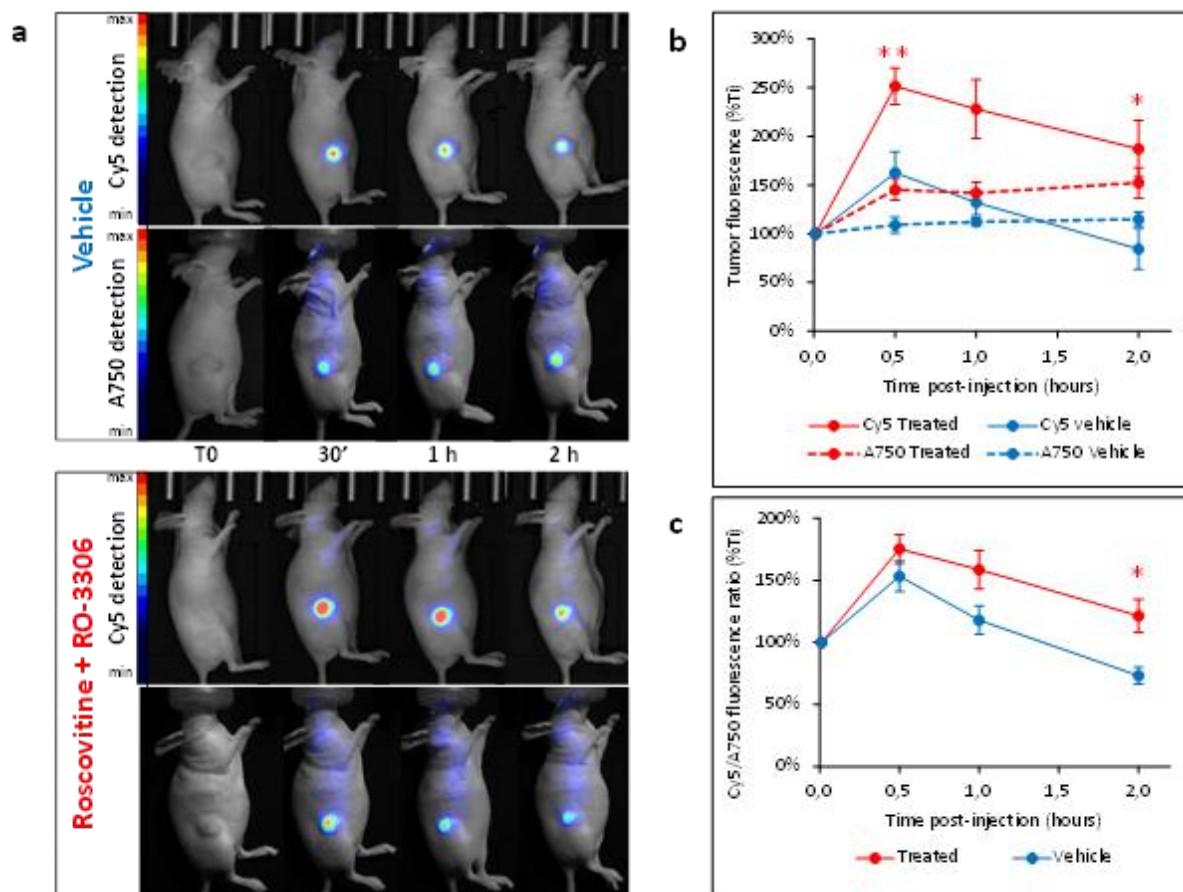 a
Vehicle
Cy5 detection
max
min
A750 detection
max
min
T0 30’ 1 h 2 h
Roscovitine + RO-3306
Cy5 detection
max
min
b
Tumor fluorescence (%Ti)
300%
250%
200%
150%
100%
50%
0%
** *
0,0 0,5 1,0 1,5 2,0
Time post-injection (hours)
Cy5 Treated Cy5 vehicle
A750 Treated A750 Vehicle
c
Cy5/A750 fluorescence ratio (%Ti)
200%
150%
100%
50%
0%
*
0,0 0,5 1,0 1,5 2,0
Time post-injection (hours)
Treated Vehicle